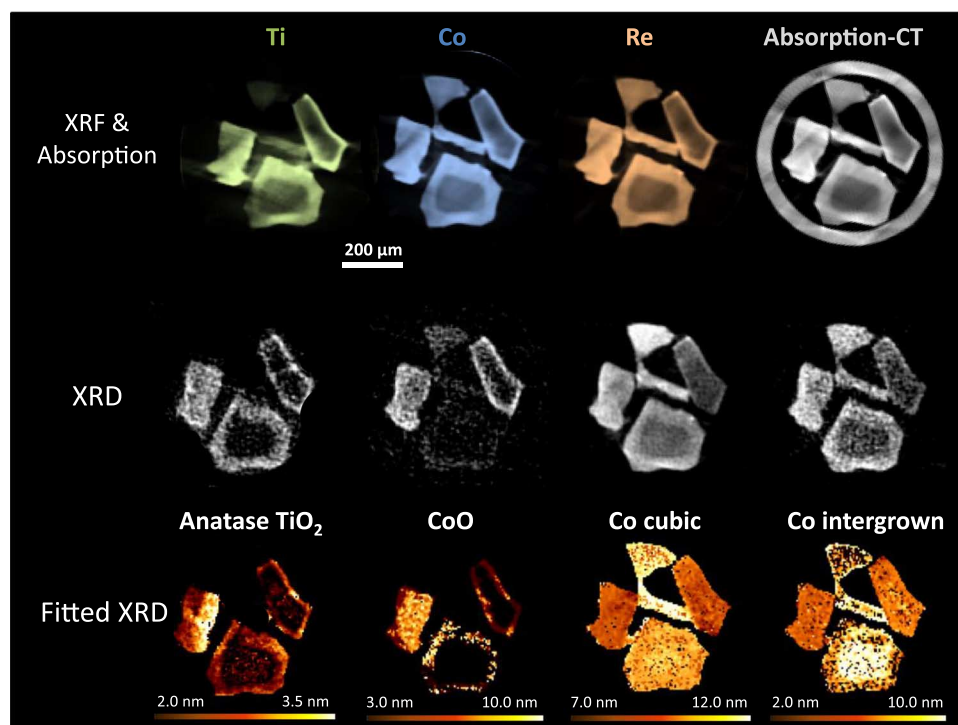 Ti Co Re Absorption-CT
XRF &
Absorption
200 µm
XRD
Anatase TiO₂ CoO Co cubic Co intergrown
Fitted XRD
2.0 nm 3.5 nm 3.0 nm 10.0 nm 7.0 nm 12.0 nm 2.0 nm 10.0 nm